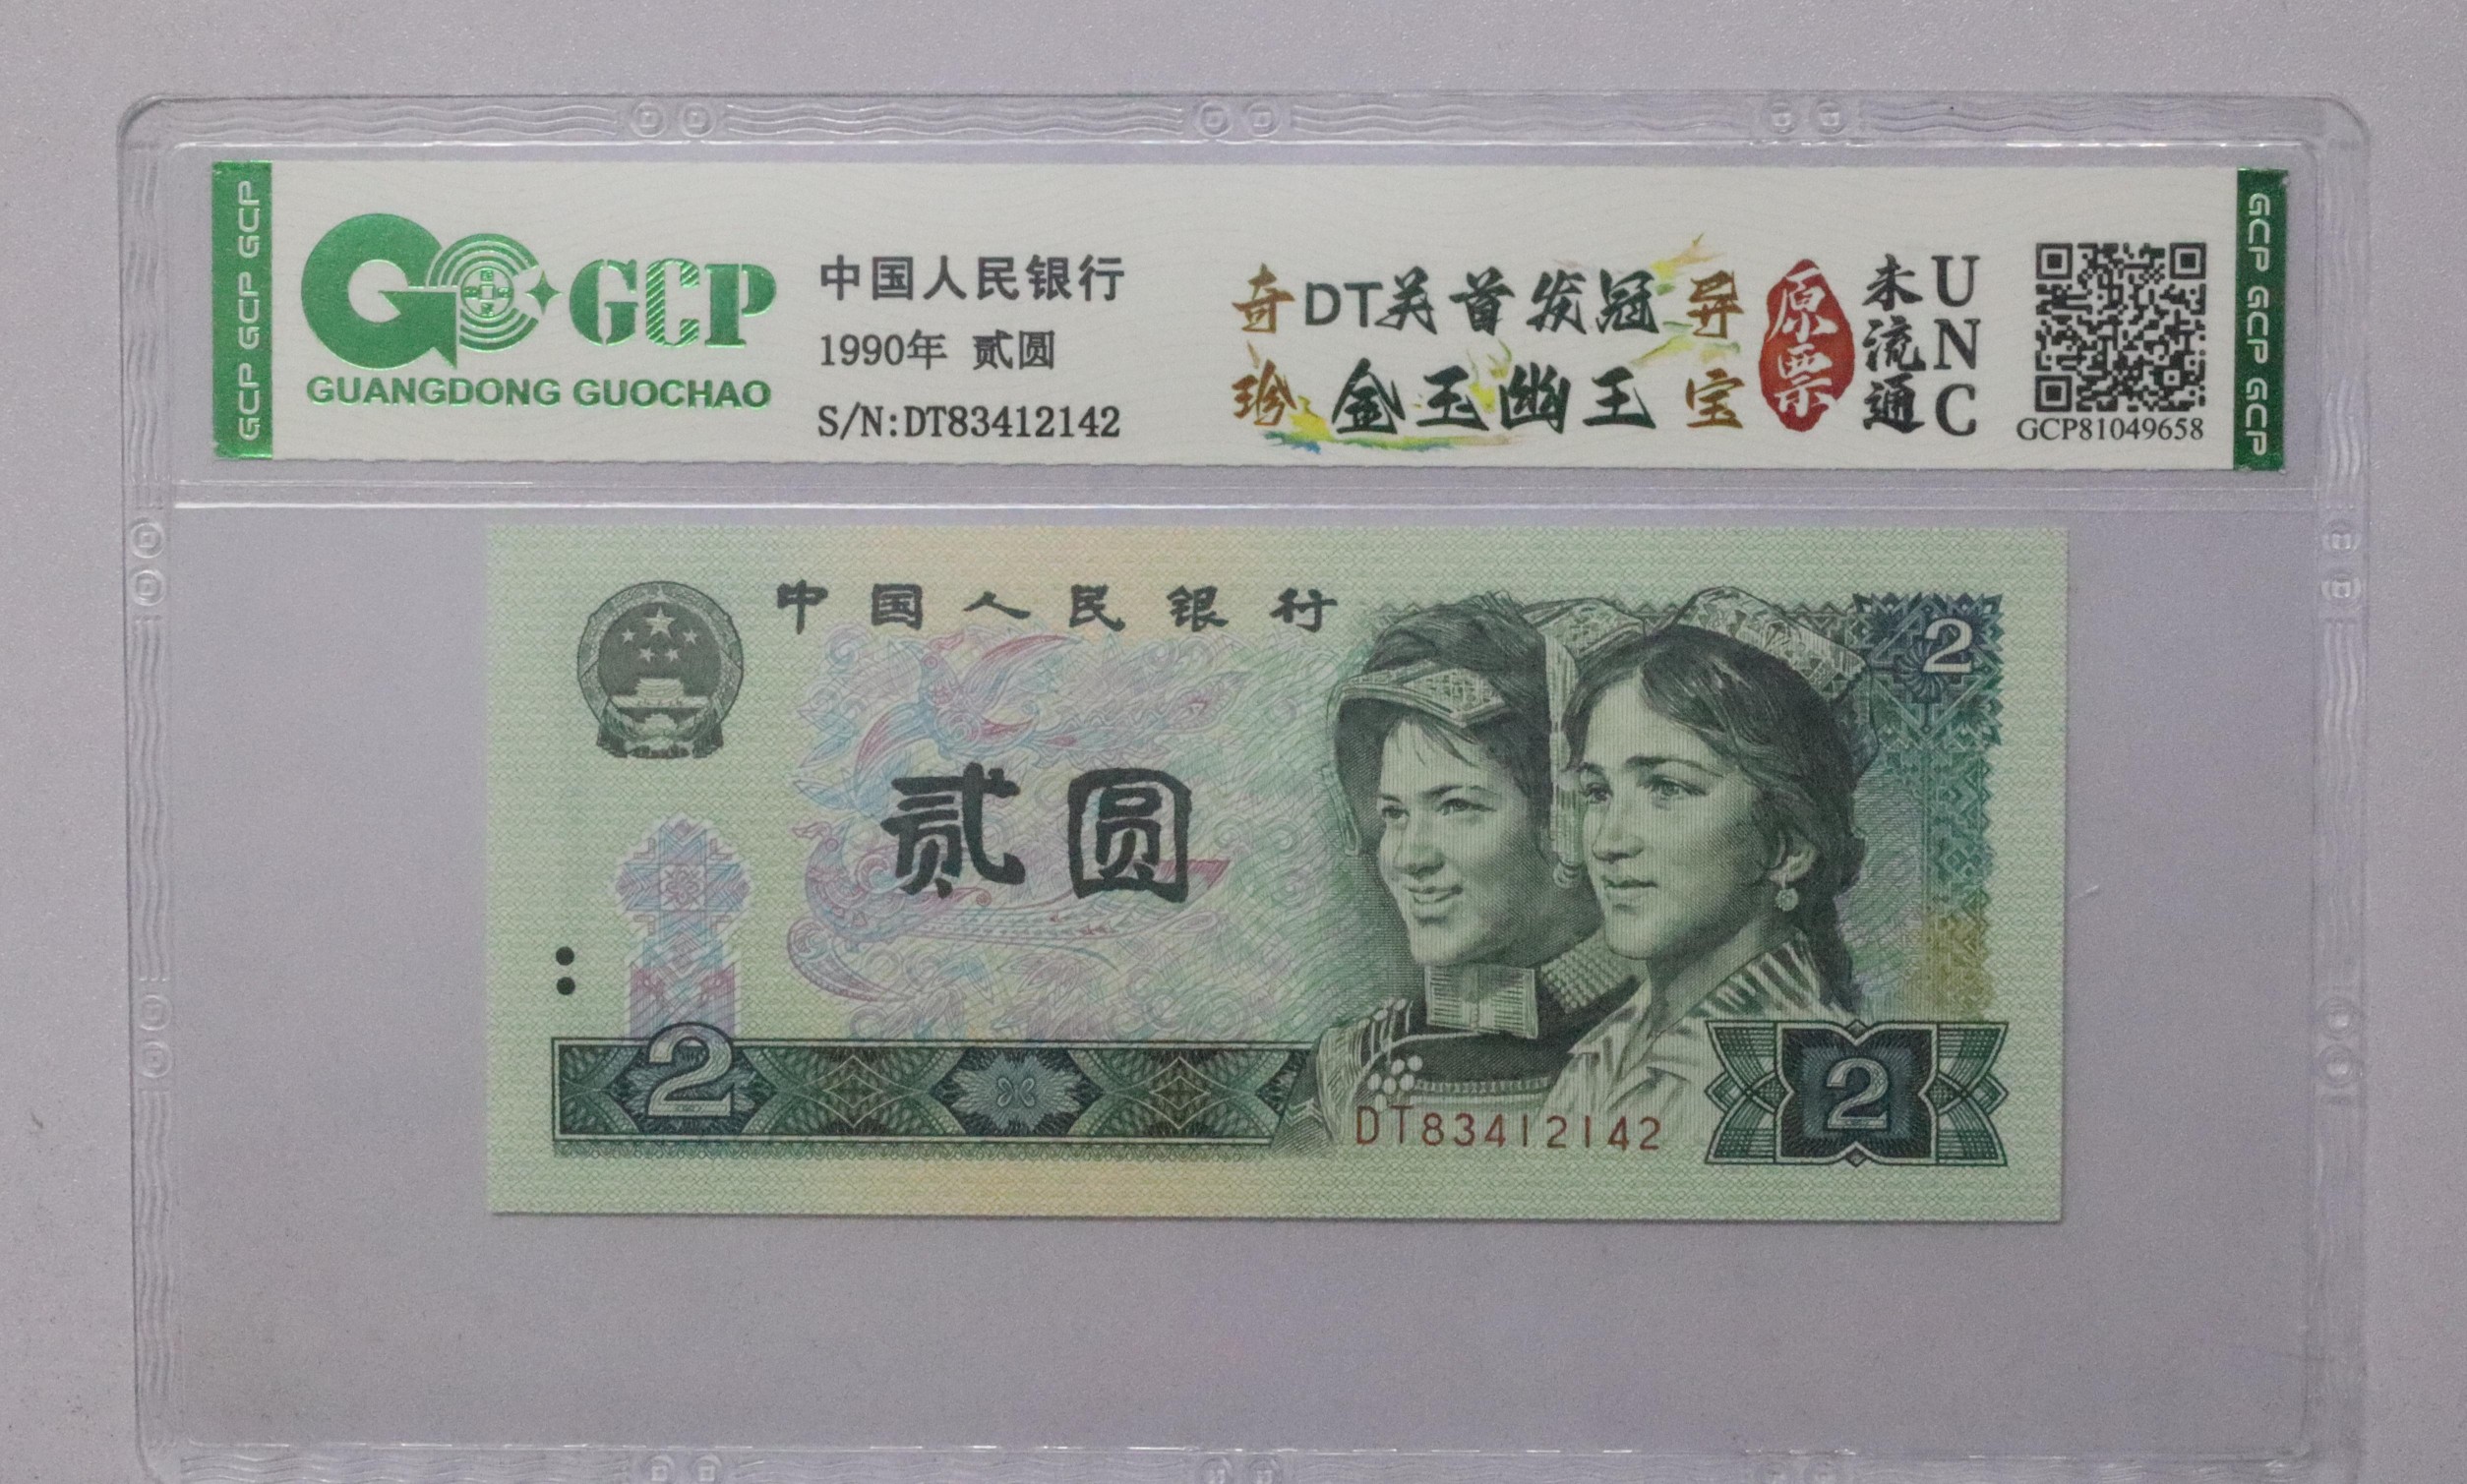 GCP GCP GCP
GCP
GUANGDONG GUOCHAO
中国人民银行
1990年 贰圆
S/N:DT83412142
奇珍
DT关首发冠
金玉幽王
异宝
原票
未流通
UNC
GCP81049658
GCP GCP GCP
中国人民银行
2
贰圆
2
2
DT83412142